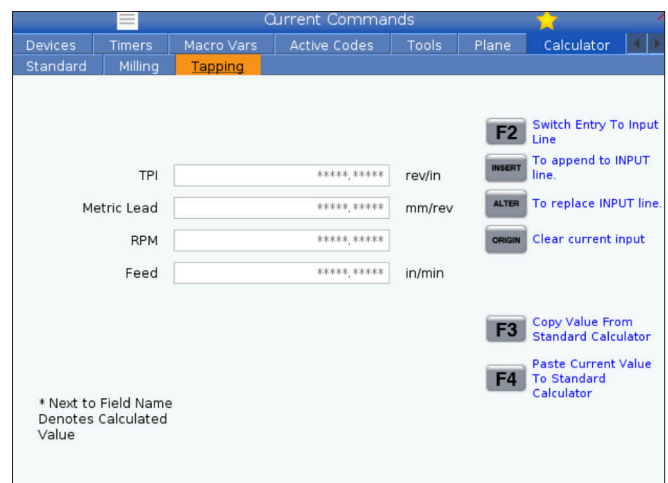 Current Commands
Devices Timers Macro Vars Active Codes Tools Plane Calculator
Standard Milling Tapping
F2 Switch Entry To Input
Line
INSERT To append to INPUT
line.
TPI *****.***** rev/in
ALTER To replace INPUT line.
Metric Lead *****.***** mm/rev
ORIGIN Clear current input
RPM *****.*****
Feed *****.***** in/min
F3 Copy Value From
Standard Calculator
F4 Paste Current Value
To Standard
Calculator
* Next to Field Name
Denotes Calculated
Value